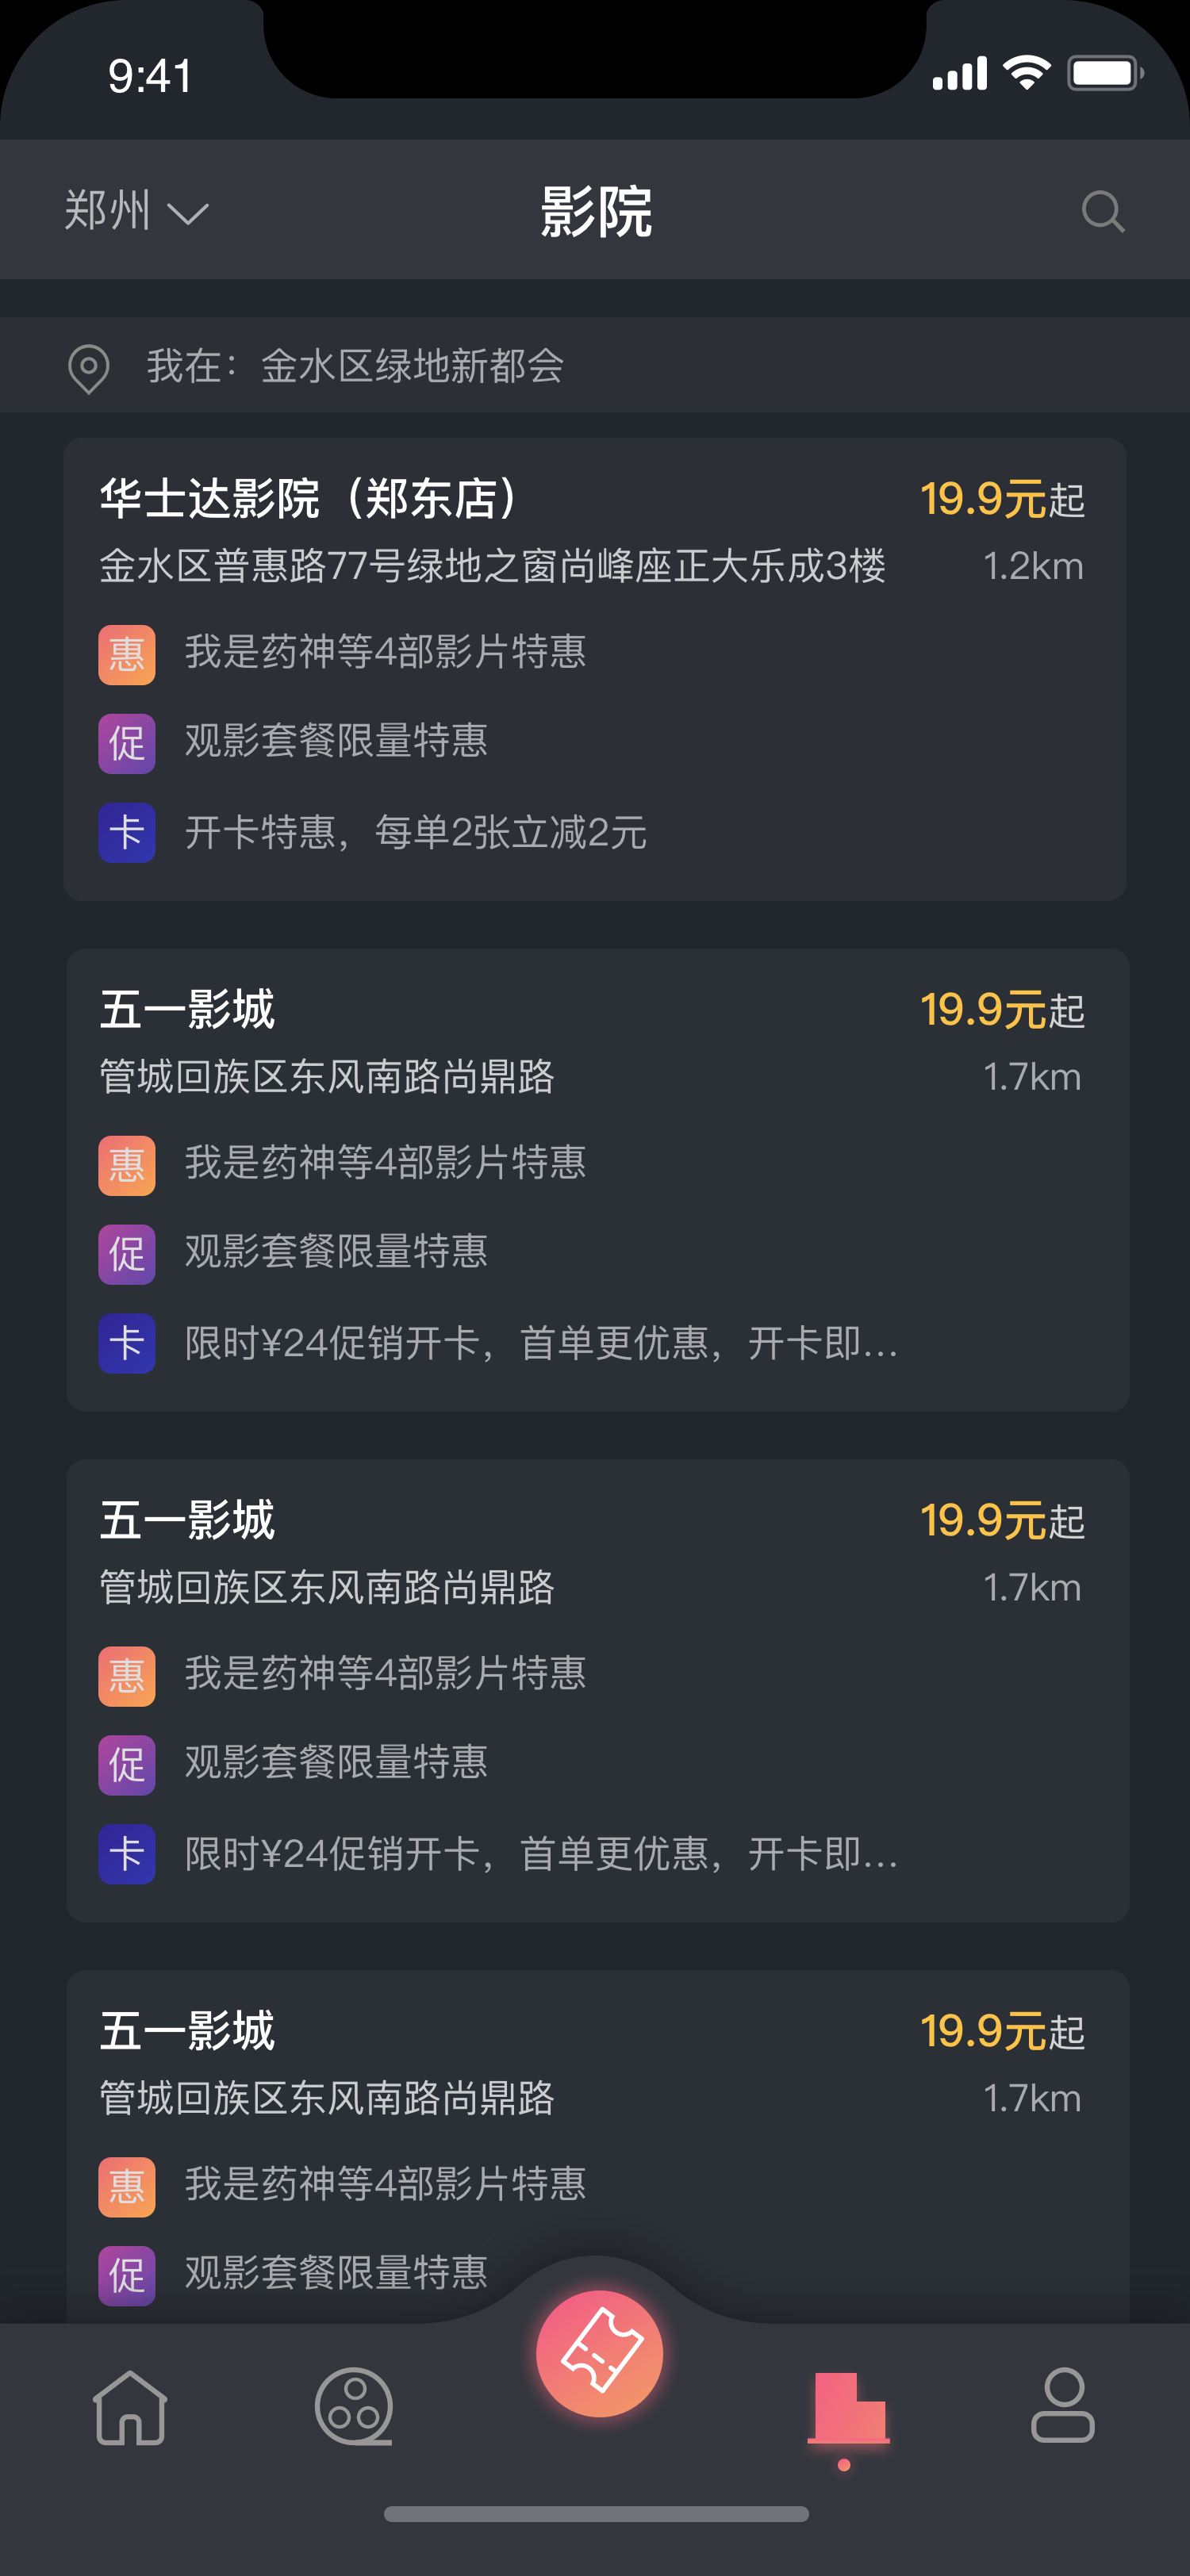 9:41
郑州
影院
我在：金水区绿地新都会
华士达影院（郑东店）
19.9元起
金水区普惠路77号绿地之窗尚峰座正大乐成3楼
1.2km
惠 我是药神等4部影片特惠
促 观影套餐限量特惠
卡 开卡特惠，每单2张立减2元
五一影城
19.9元起
管城回族区东风南路尚鼎路
1.7km
惠 我是药神等4部影片特惠
促 观影套餐限量特惠
卡 限时¥24促销开卡，首单更优惠，开卡即...
五一影城
19.9元起
管城回族区东风南路尚鼎路
1.7km
惠 我是药神等4部影片特惠
促 观影套餐限量特惠
卡 限时¥24促销开卡，首单更优惠，开卡即...
五一影城
19.9元起
管城回族区东风南路尚鼎路
1.7km
惠 我是药神等4部影片特惠
促 观影套餐限量特惠